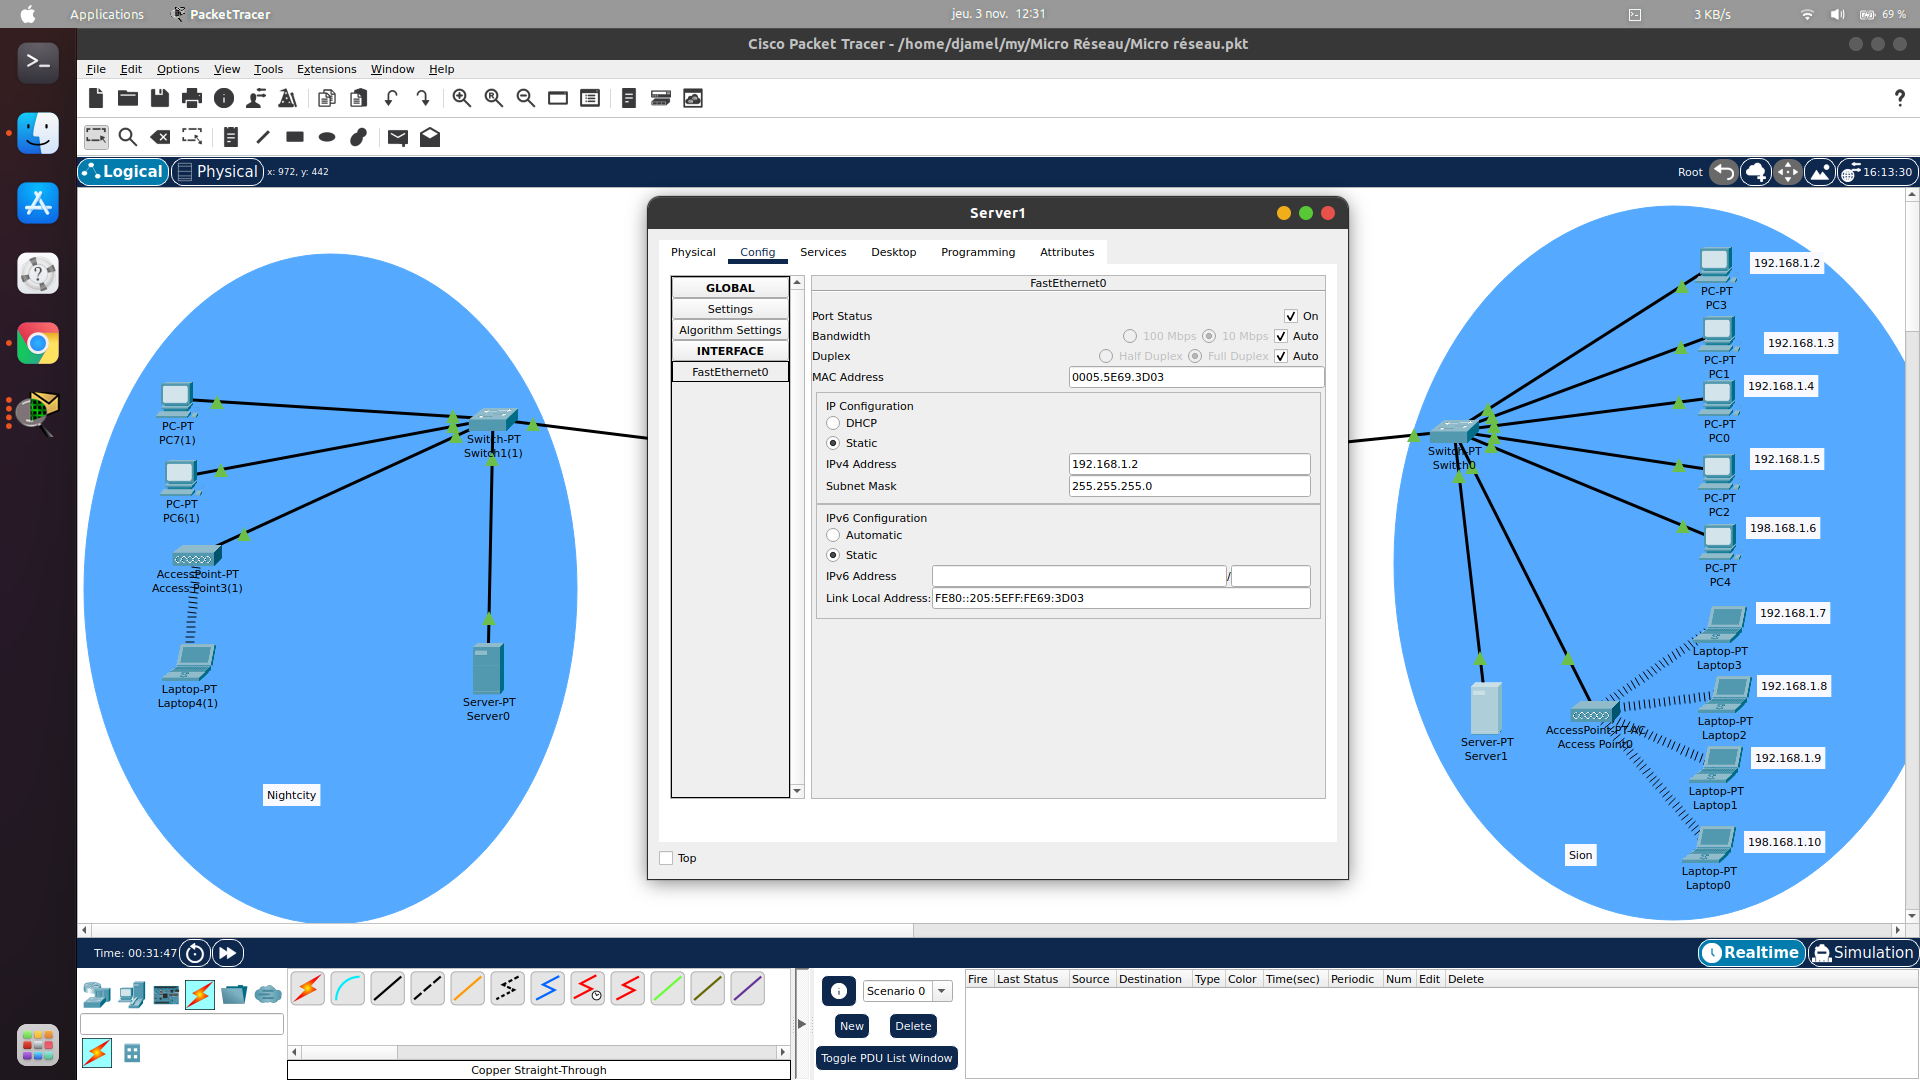 Applications PacketTracer jeu. 3 nov. 12:31 3 KB/s 69 %
Cisco Packet Tracer - /home/djamel/my/Micro Réseau/Micro réseau.pkt
File Edit Options View Tools Extensions Window Help
Logical Physical x: 972, y: 442 Root 16:13:30
Server1
Physical Config Services Desktop Programming Attributes
GLOBAL
Settings
Algorithm Settings
INTERFACE
FastEthernet0
FastEthernet0
Port Status On
Bandwidth 100 Mbps 10 Mbps Auto
Duplex Half Duplex Full Duplex Auto
MAC Address 0005.5E69.3D03
IP Configuration
DHCP
Static
IPv4 Address 192.168.1.2
Subnet Mask 255.255.255.0
IPv6 Configuration
Automatic
Static
IPv6 Address /
Link Local Address: FE80::205:5EFF:FE69:3D03
Top
PC-PT
PC7(1)
PC-PT
PC6(1)
AccessPoint-PT
Access Point3(1)
Laptop-PT
Laptop4(1)
Switch-PT
Switch1(1)
Server-PT
Server0
Nightcity
Switch-PT
Switch0
PC-PT
PC3
192.168.1.2
PC-PT
PC1
192.168.1.3
PC-PT
PC0
192.168.1.4
PC-PT
PC2
192.168.1.5
PC-PT
PC4
198.168.1.6
Laptop-PT
Laptop3
192.168.1.7
Laptop-PT
Laptop2
192.168.1.8
Laptop-PT
Laptop1
192.168.1.9
Laptop-PT
Laptop0
198.168.1.10
Server-PT
Server1
AccessPoint-PT-AC
Access Point0
Sion
Time: 00:31:47 Realtime Simulation
Scenario 0
New Delete
Toggle PDU List Window
Fire Last Status Source Destination Type Color Time(sec) Periodic Num Edit Delete
Copper Straight-Through